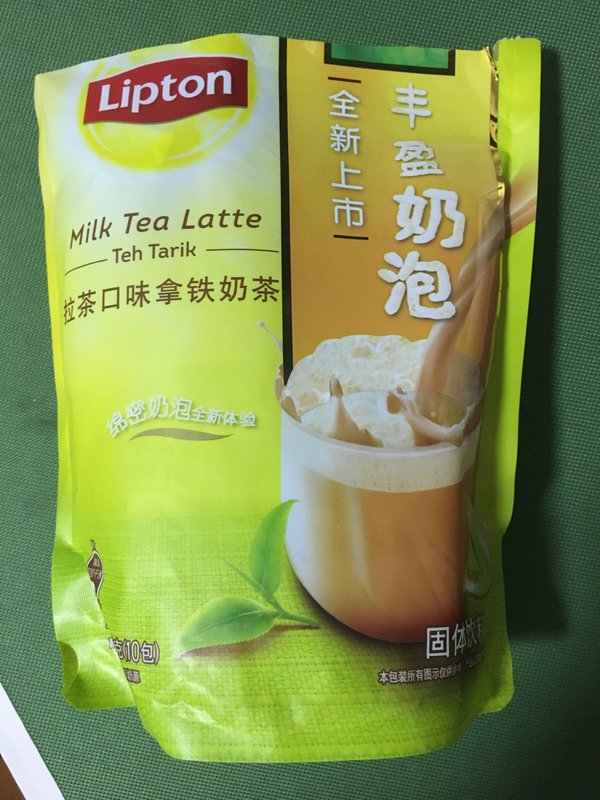 Lipton
Milk Tea Latte
Teh Tarik
拉茶口味拿铁奶茶
绵密奶泡全新体验
全新上市
丰盈奶泡
克(10包)
固体饮料
本包装所有图示仅供参考